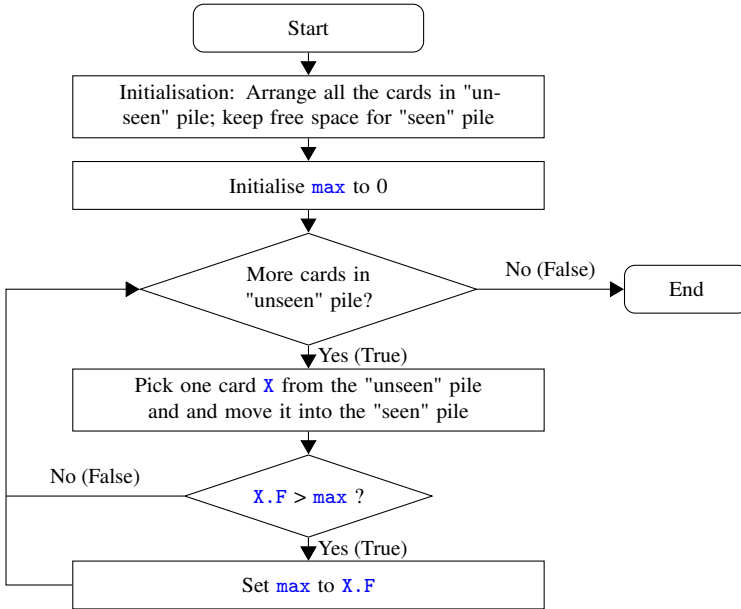 Start
Initialisation: Arrange all the cards in "un-
seen" pile; keep free space for "seen" pile
Initialise max to 0
More cards in
"unseen" pile?
No (False)
End
Yes (True)
Pick one card X from the "unseen" pile
and and move it into the "seen" pile
No (False)
X.F > max ?
Yes (True)
Set max to X.F